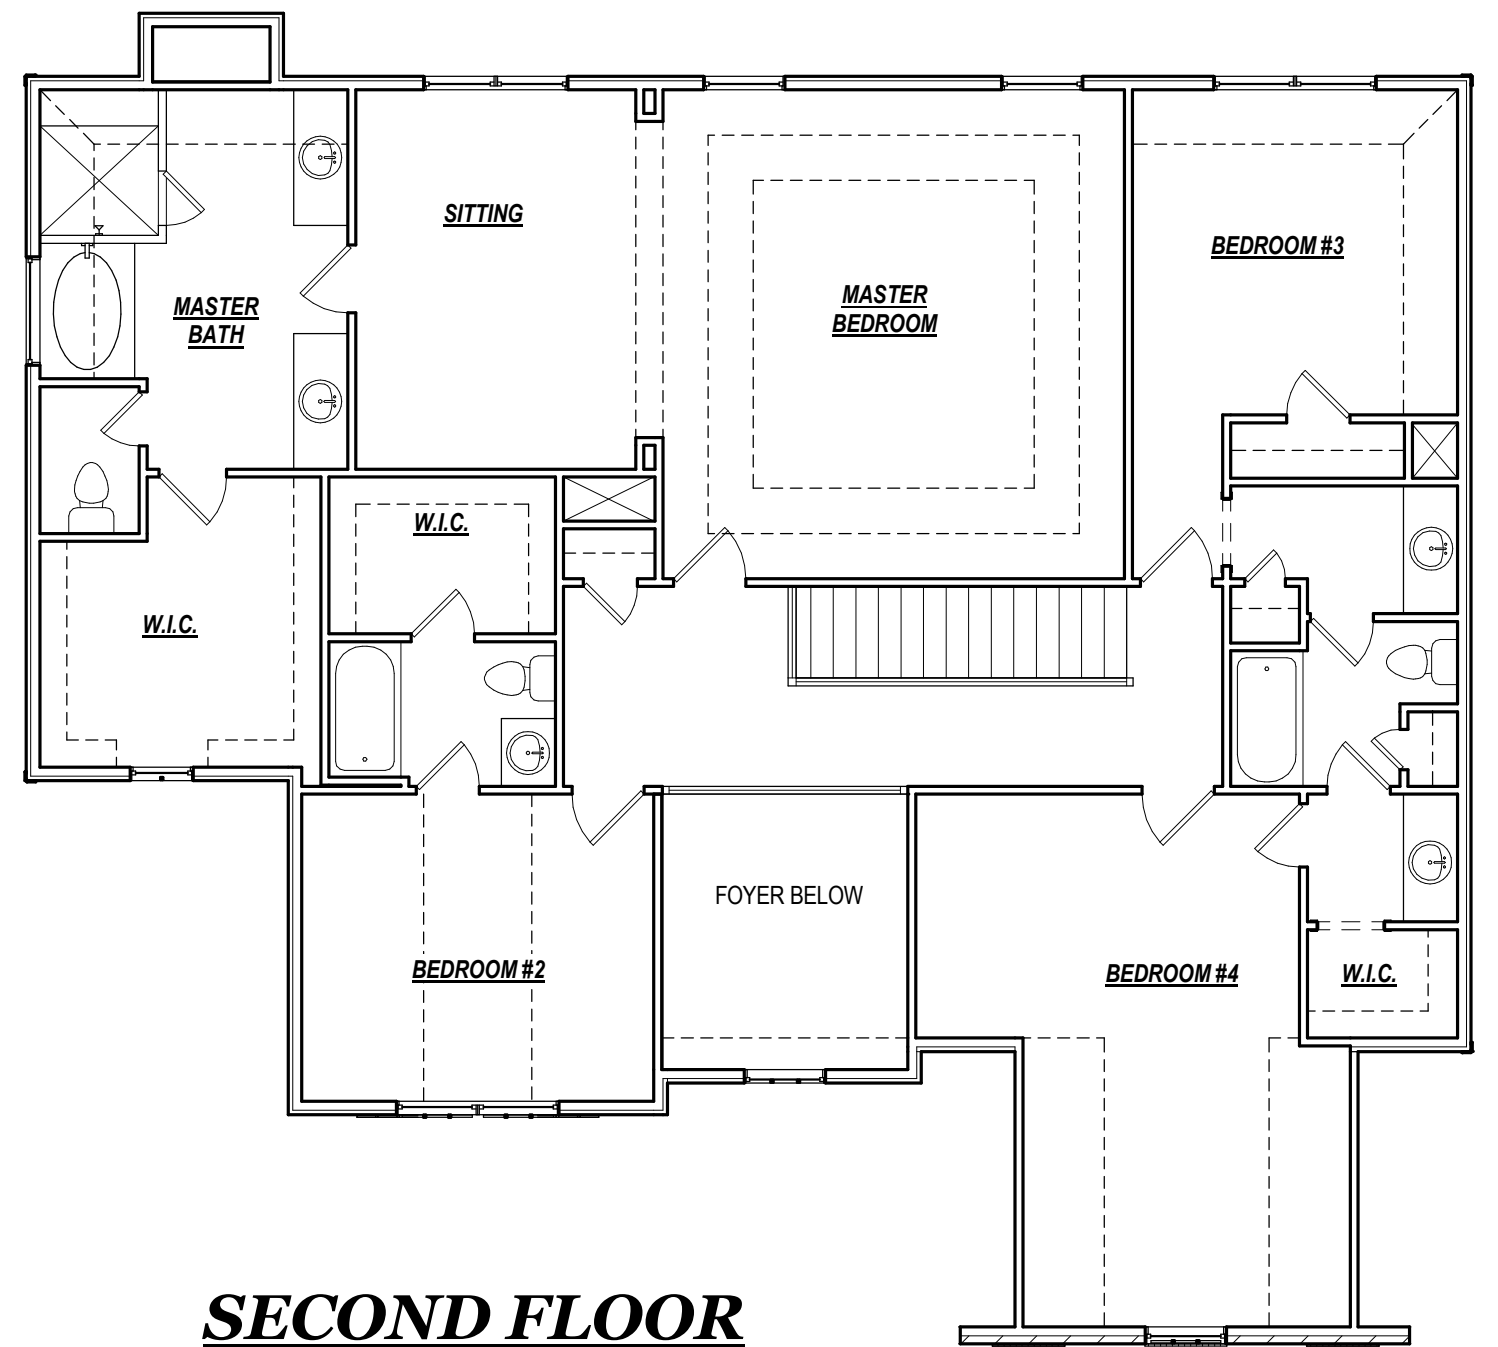 SITTING
BEDROOM #3
MASTER
BATH
MASTER
BEDROOM
W.I.C.
W.I.C.
FOYER BELOW
BEDROOM #2
BEDROOM #4
W.I.C.
SECOND FLOOR